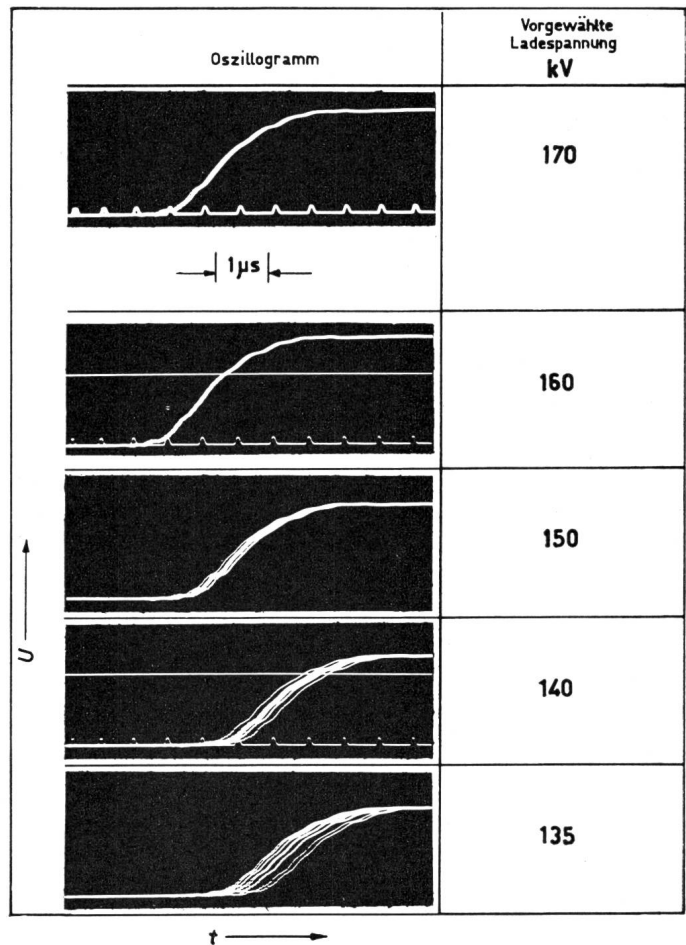 Oszillogramm
Vorgewählte
Ladespannung
kV
170
1µs
160
150
140
135
U
t